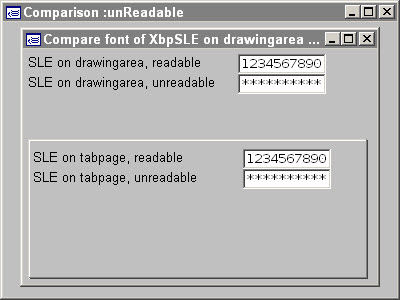 Comparison :unReadable
Compare font of XbpSLE on drawingarea ...
SLE on drawingarea, readable 1234567890
SLE on drawingarea, unreadable **********
SLE on tabpage, readable 1234567890
SLE on tabpage, unreadable **********